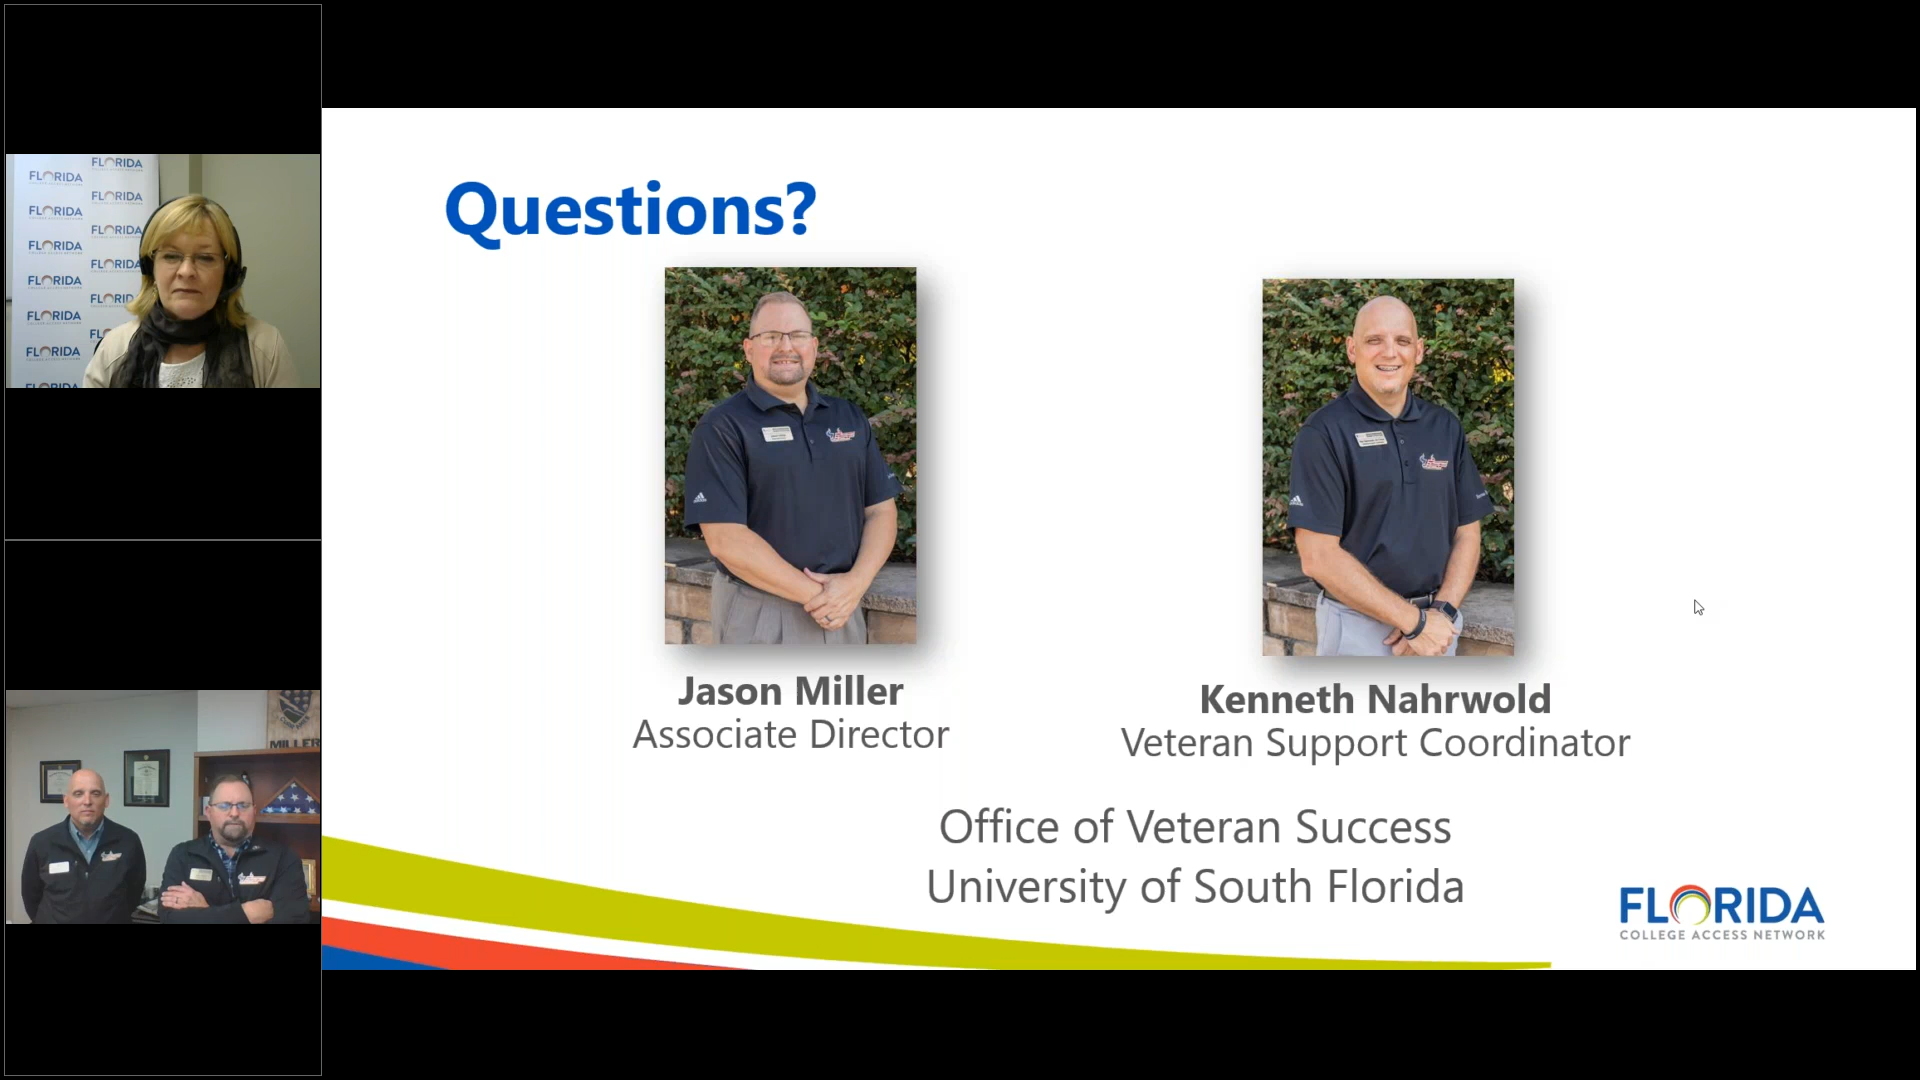 Questions?
Jason Miller
Associate Director
Kenneth Nahrwold
Veteran Support Coordinator
Office of Veteran Success
University of South Florida
FLORIDA
COLLEGE ACCESS NETWORK
FLORIDA
FLORIDA
FLORIDA
FLORIDA
FLORIDA
FLORIDA
FLORIDA
FLORIDA
FLORIDA
FLORIDA
MILLER